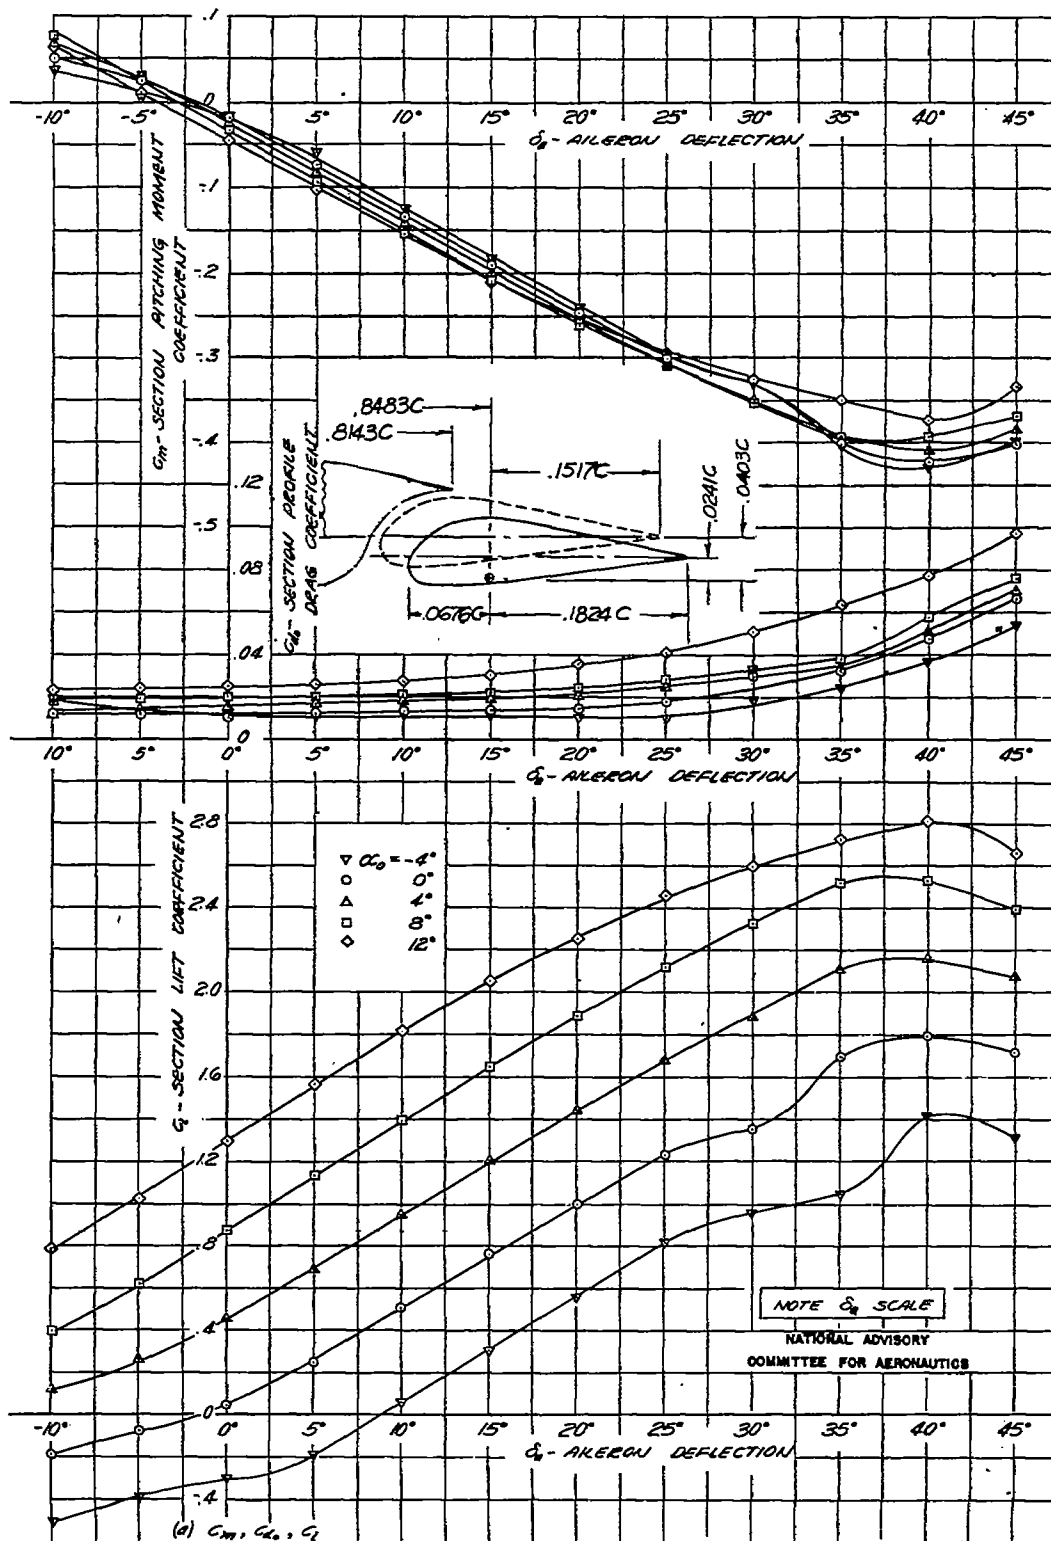 .1
0
-.1
-.2
-.3
-.4
-.5
-10° -5° 0° 5° 10° 15° 20° 25° 30° 35° 40° 45°
δa - AILERON DEFLECTION
Cm - SECTION PITCHING MOMENT
COEFFICIENT
.8483C
.8143C
.1517C
.0241C
.0403C
.0676C
.1824C
.12
.08
.04
0
Cd₀ - SECTION PROFILE
DRAG COEFFICIENT
-10° -5° 0° 5° 10° 15° 20° 25° 30° 35° 40° 45°
δa - AILERON DEFLECTION
2.8
2.4
2.0
1.6
1.2
.8
.4
0
-.4
Cl - SECTION LIFT COEFFICIENT
▽ α₀ = -4°
○ 0°
△ 4°
□ 8°
◇ 12°
NOTE δa SCALE
NATIONAL ADVISORY
COMMITTEE FOR AERONAUTICS
-10° -5° 0° 5° 10° 15° 20° 25° 30° 35° 40° 45°
δa - AILERON DEFLECTION
(a) Cm, Cd₀, Cl